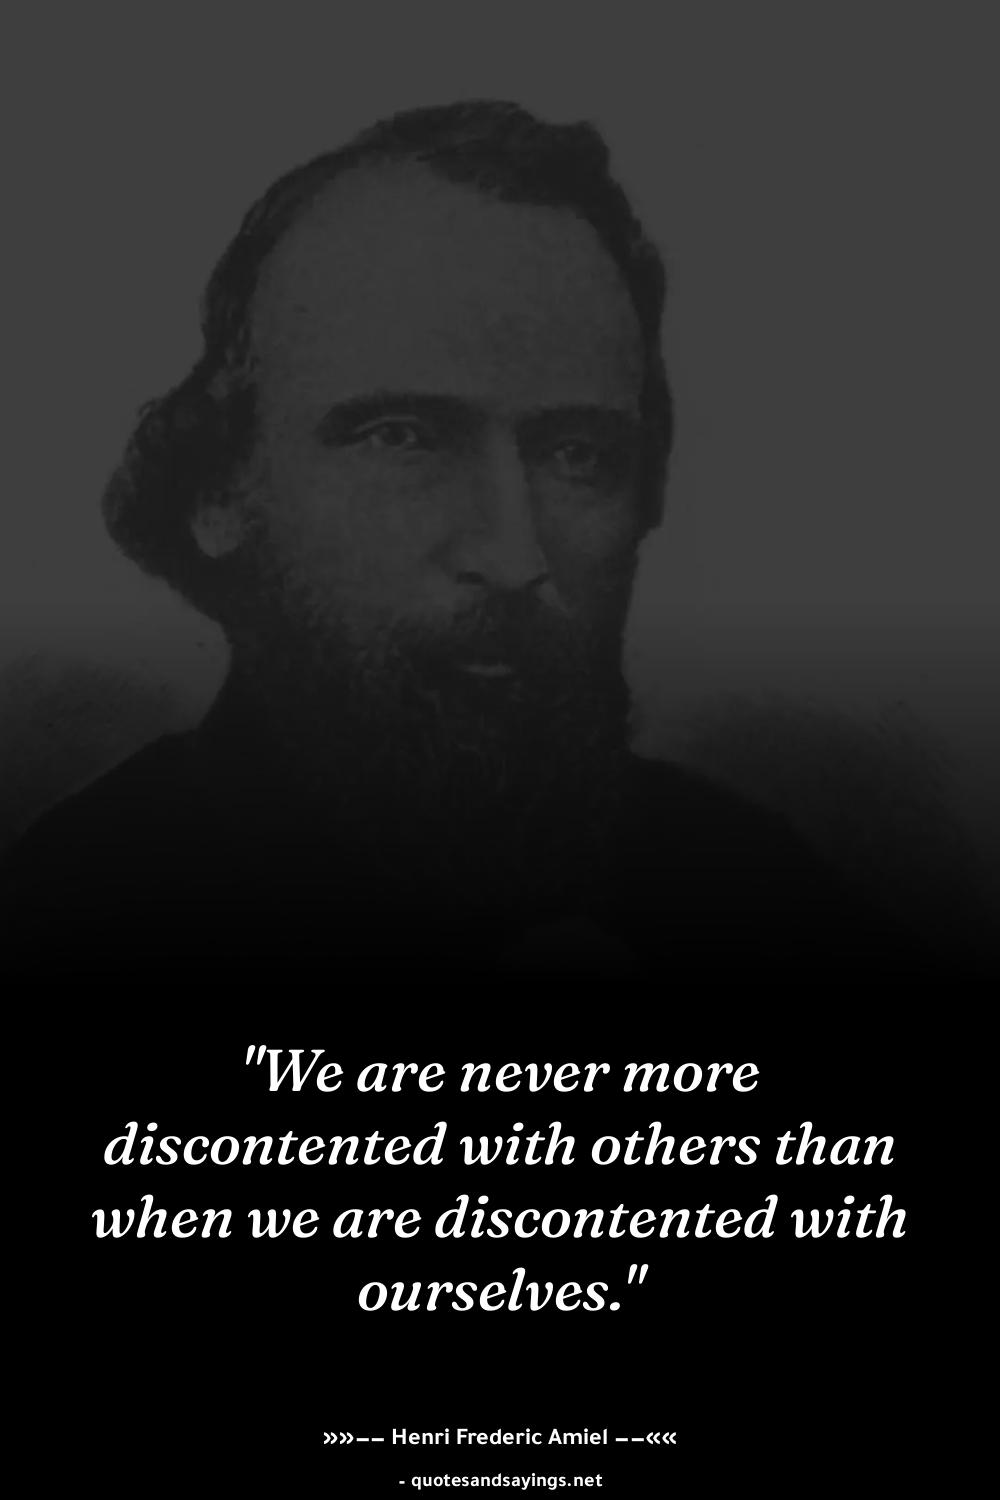 "We are never more
discontented with others than
when we are discontented with
ourselves."
»»–– Henri Frederic Amiel ––««
- quotesandsayings.net